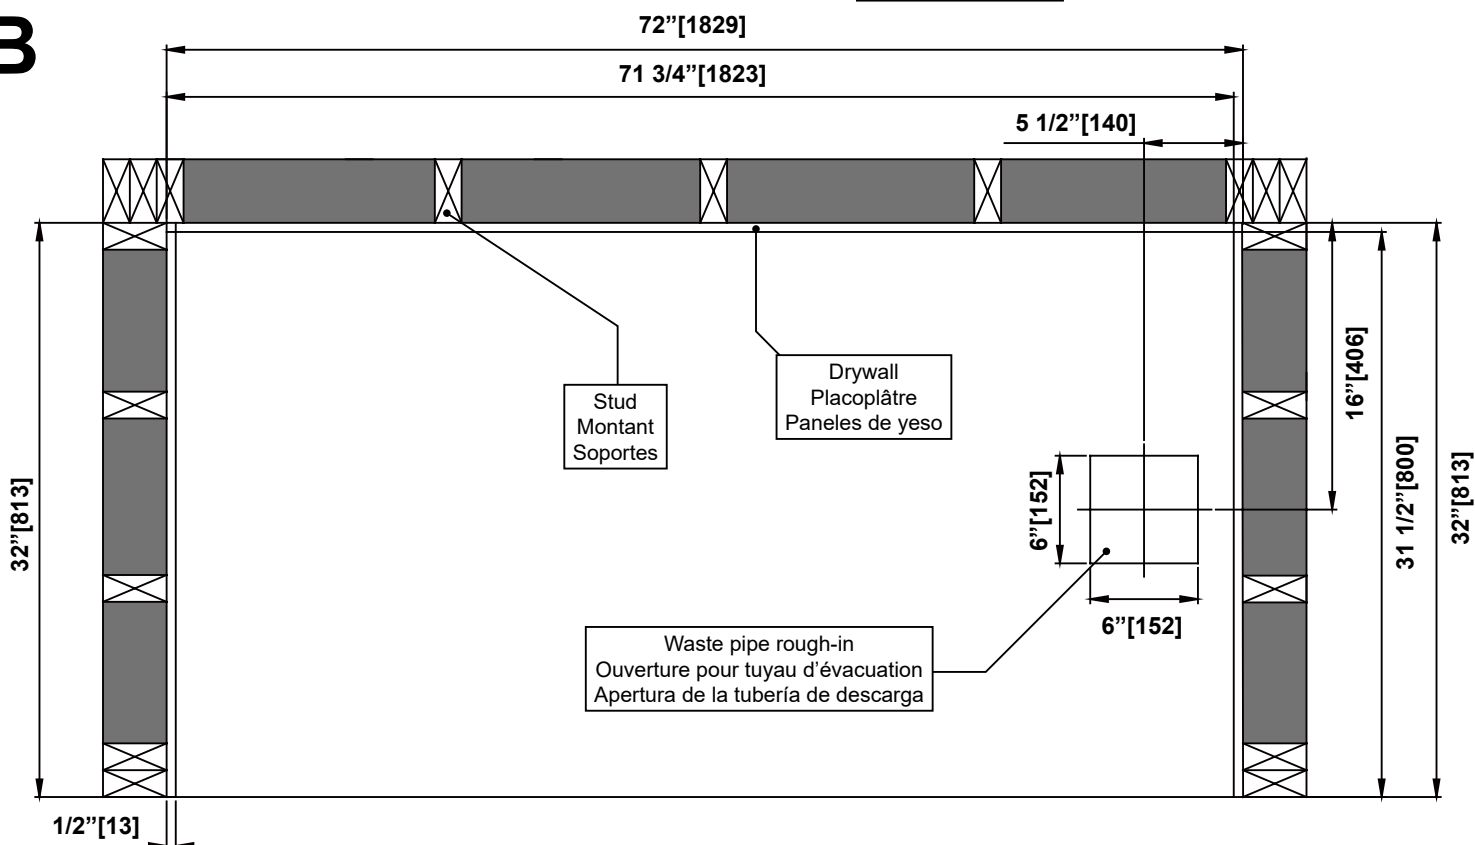 B
72”[1829]
71 3/4”[1823]
5 1/2”[140]
Stud
Montant
Soportes
Drywall
Placoplâtre
Paneles de yeso
16”[406]
31 1/2”[800]
32”[813]
32”[813]
6”[152]
6”[152]
Waste pipe rough-in
Ouverture pour tuyau d’évacuation
Apertura de la tubería de descarga
1/2”[13]